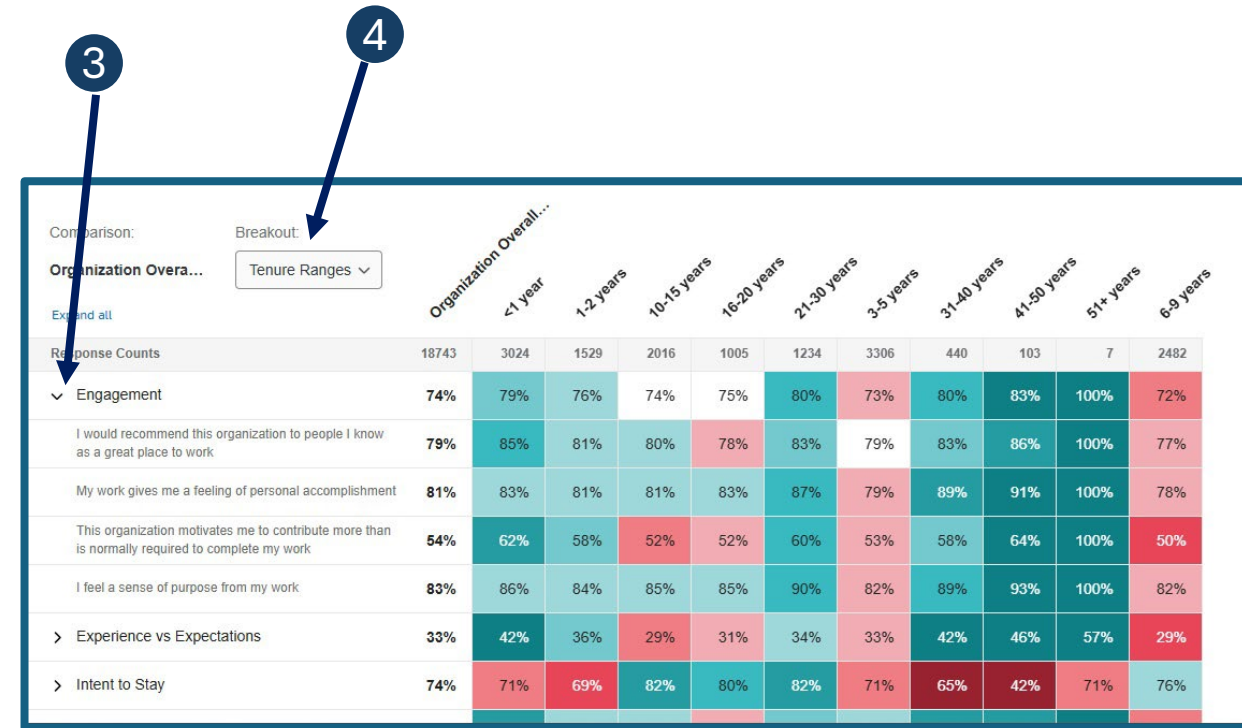 3
4
Comparison:
Breakout:
Organization Overa...
Tenure Ranges
Expand all
Organization Overall...
<1 year
1-2 years
10-15 years
16-20 years
21-30 years
3-5 years
31-40 years
41-50 years
51+ years
6-9 years
Response Counts 18743 3024 1529 2016 1005 1234 3306 440 103 7 2482
Engagement 74% 79% 76% 74% 75% 80% 73% 80% 83% 100% 72%
I would recommend this organization to people I know
as a great place to work 79% 85% 81% 80% 78% 83% 79% 83% 86% 100% 77%
My work gives me a feeling of personal accomplishment 81% 83% 81% 81% 83% 87% 79% 89% 91% 100% 78%
This organization motivates me to contribute more than
is normally required to complete my work 54% 62% 58% 52% 52% 60% 53% 58% 64% 100% 50%
I feel a sense of purpose from my work 83% 86% 84% 85% 85% 90% 82% 89% 93% 100% 82%
Experience vs Expectations 33% 42% 36% 29% 31% 34% 33% 42% 46% 57% 29%
Intent to Stay 74% 71% 69% 82% 80% 82% 71% 65% 42% 71% 76%